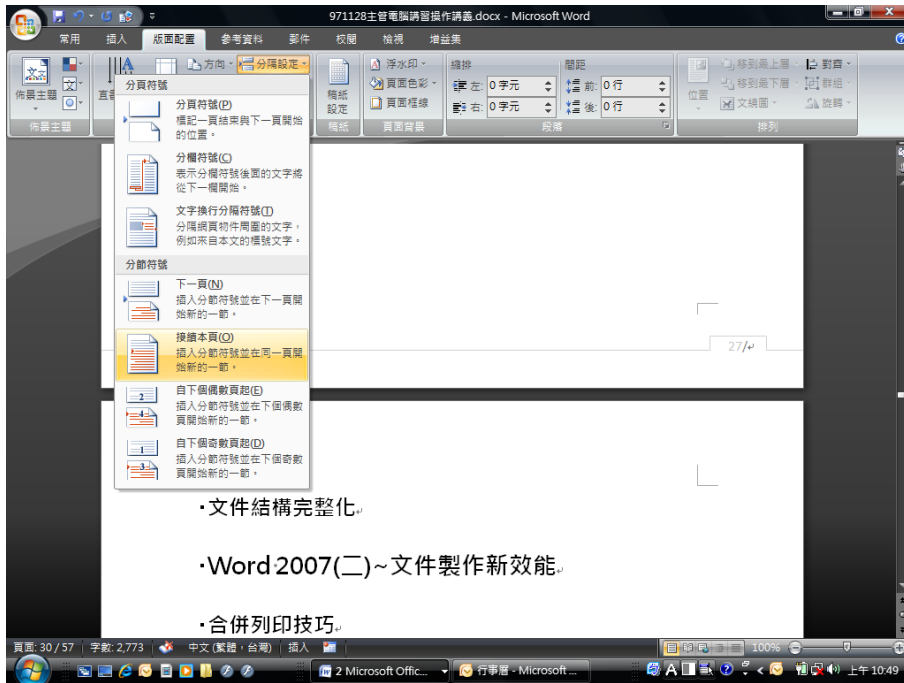 971128主管電腦講習操作講義.docx - Microsoft Word
常用 插入 版面配置 參考資料 郵件 校閱 檢視 增益集
文 文 方向 分隔設定 浮水印 縮排 間距 移到最上層 對齊
佈景主題 直書 稿紙設定 頁面色彩 左: 0 字元 前: 0 行 位置 移到最下層 群組
頁面框線 右: 0 字元 後: 0 行 文繞圖 旋轉
佈景主題 稿紙 頁面背景 段落 排列
分頁符號
分頁符號(P)
標記一頁結束與下一頁開始
的位置。
分欄符號(C)
表示分欄符號後面的文字將
從下一欄開始。
文字換行分隔符號(T)
分隔網頁物件周圍的文字，
例如來自本文的標號文字。
分節符號
下一頁(N)
插入分節符號並在下一頁開
始新的一節。
接續本頁(O)
插入分節符號並在同一頁開
始新的一節。
自下個偶數頁起(E)
插入分節符號並在下個偶數
頁開始新的一節。
自下個奇數頁起(D)
插入分節符號並在下個奇數
頁開始新的一節。
27/
·文件結構完整化
·Word 2007(二)~文件製作新效能
·合併列印技巧
頁面: 30 / 57 字數: 2,773 中文 (繁體，台灣) 插入 100%
2 Microsoft Offic... 行事曆 - Microsoft ... A 上午 10:49